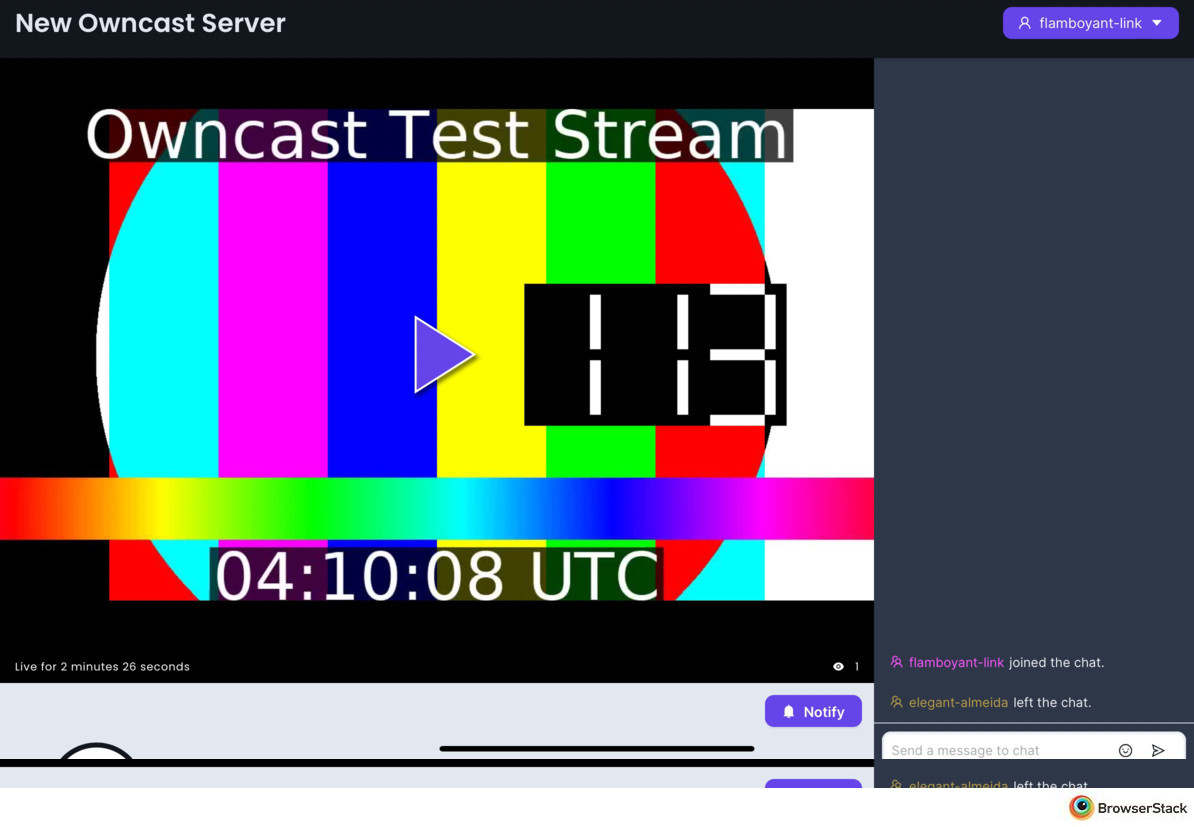 New Owncast Server
flamboyant-link
Owncast Test Stream
113
04:10:08 UTC
Live for 2 minutes 26 seconds
1
flamboyant-link joined the chat.
elegant-almeida left the chat.
Notify
Send a message to chat
elegant-almeida left the chat
BrowserStack